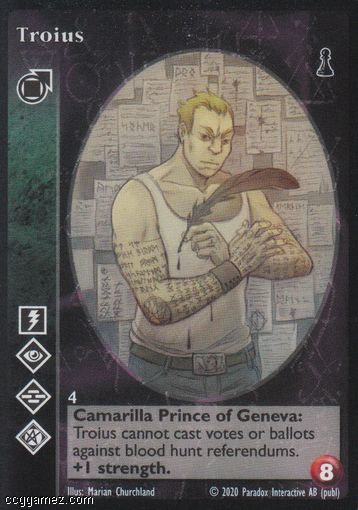 Troius
4
Camarilla Prince of Geneva:
Troius cannot cast votes or ballots
against blood hunt referendums.
+1 strength.
8
Illus: Marian Churchland
© 2020 Paradox Interactive AB (publ)
ccggamez.com